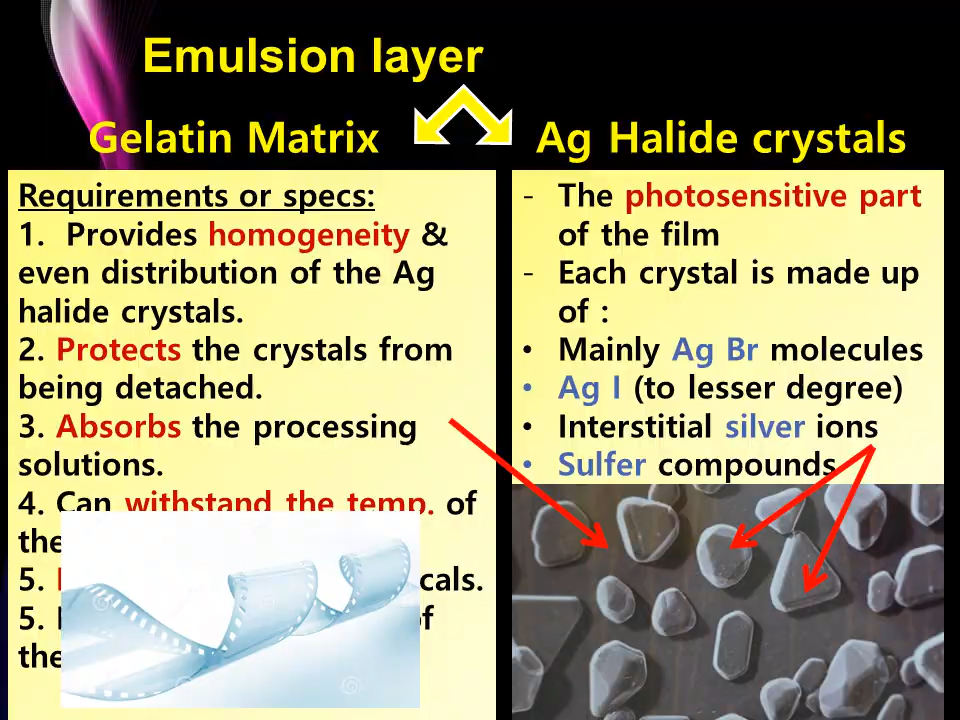 Emulsion layer
Gelatin Matrix
Ag Halide crystals
Requirements or specs:
1. Provides homogeneity &
even distribution of the Ag
halide crystals.
2. Protects the crystals from
being detached.
3. Absorbs the processing
solutions.
4. Can withstand the temp. of
the
5.
5.
the
- The photosensitive part
of the film
- Each crystal is made up
of :
• Mainly Ag Br molecules
• Ag I (to lesser degree)
• Interstitial silver ions
• Sulfer compounds